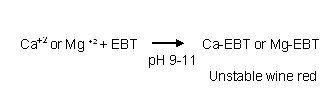 Ca+2 or Mg +2 + EBT Ca-EBT or Mg-EBT
pH 9-11
Unstable wine red